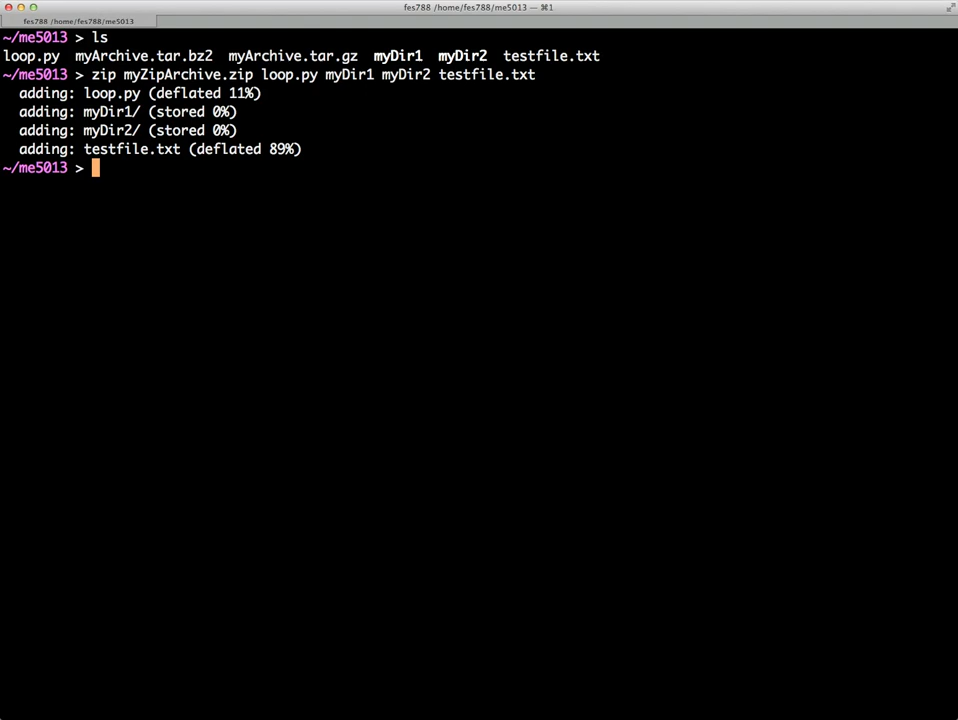 fes788 /home/fes788/me5013 — ⌘1
fes788 /home/fes788/me5013
~/me5013 > ls
loop.py  myArchive.tar.bz2  myArchive.tar.gz  myDir1  myDir2  testfile.txt
~/me5013 > zip myZipArchive.zip loop.py myDir1 myDir2 testfile.txt
  adding: loop.py (deflated 11%)
  adding: myDir1/ (stored 0%)
  adding: myDir2/ (stored 0%)
  adding: testfile.txt (deflated 89%)
~/me5013 >